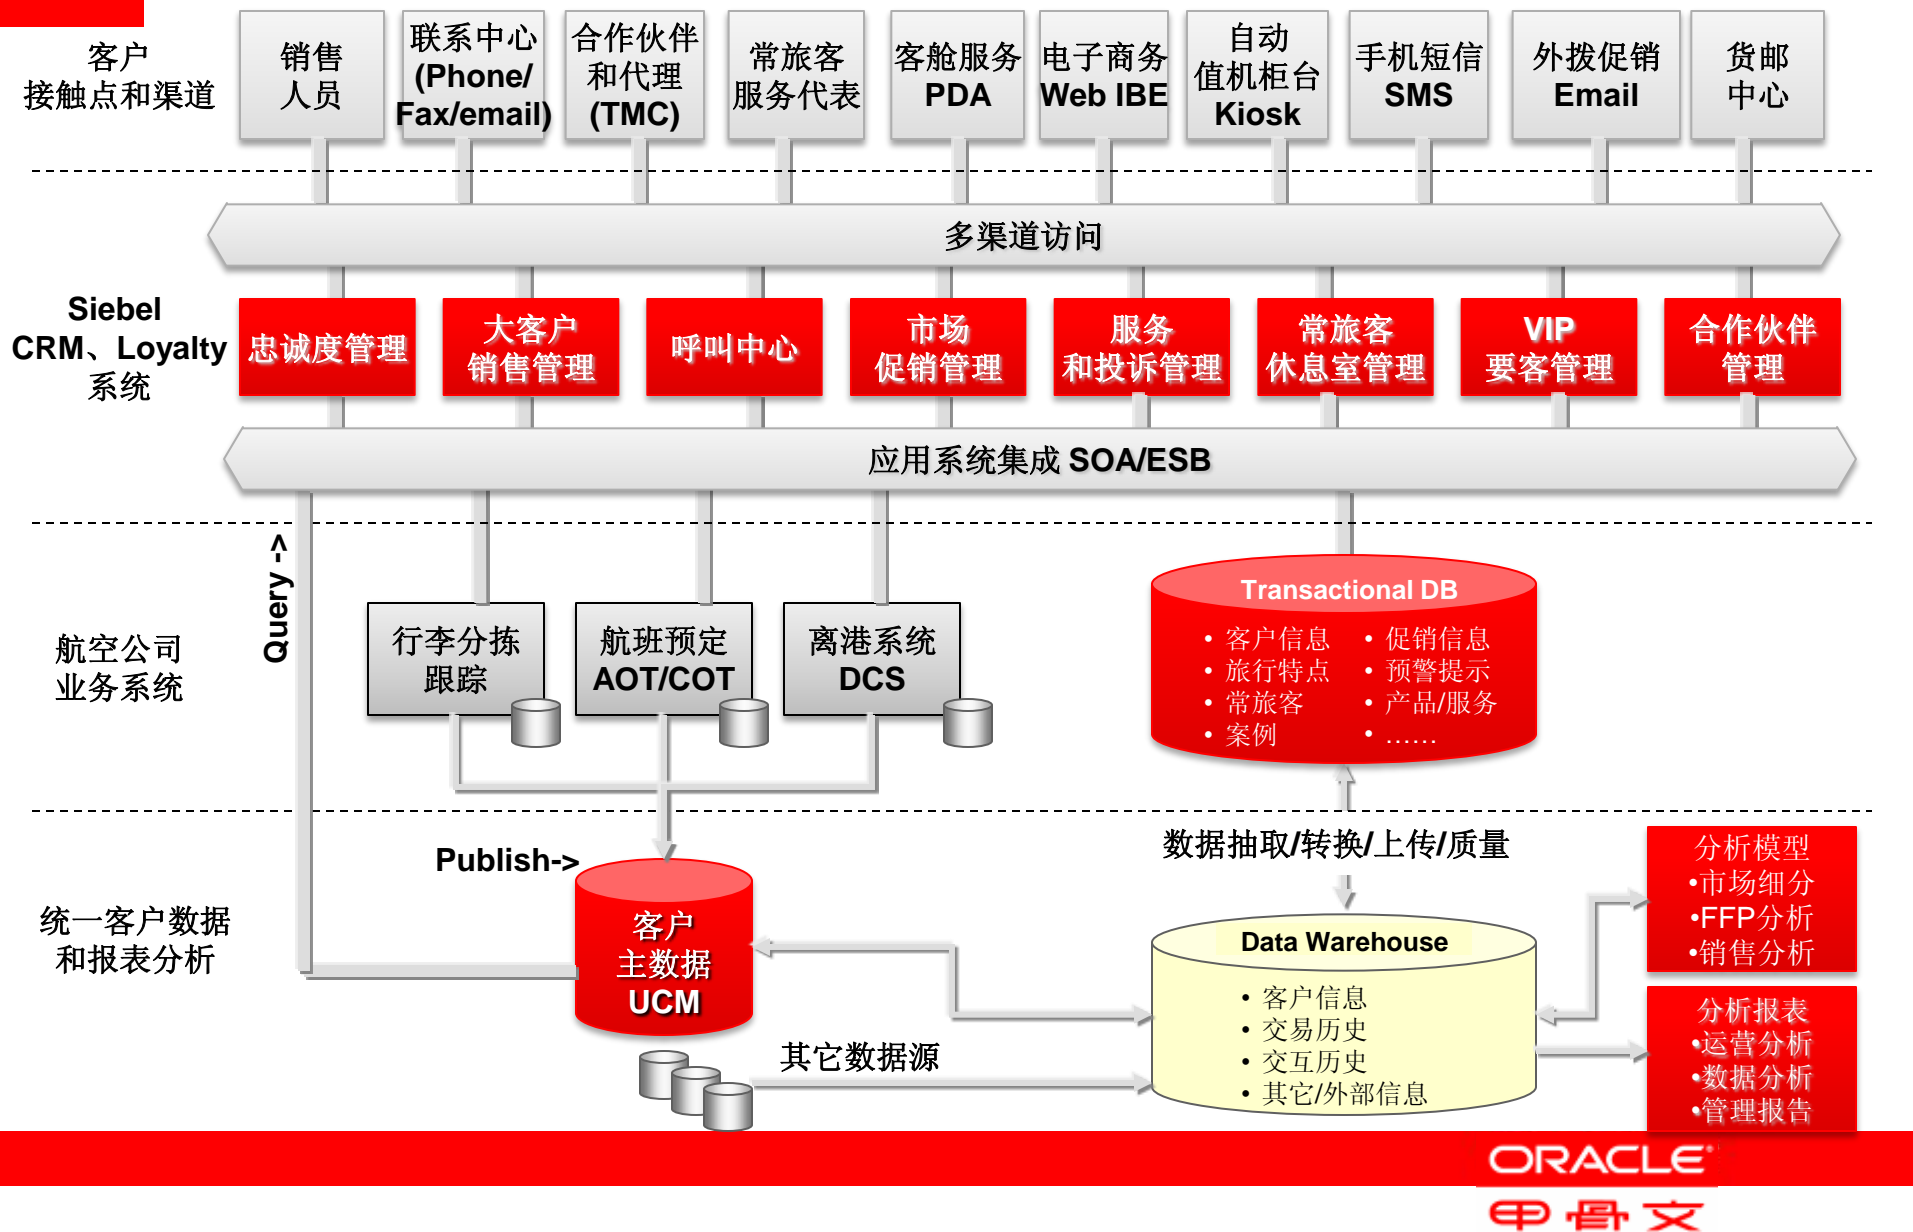 客户
接触点和渠道
销售
人员
联系中心
(Phone/
Fax/email)
合作伙伴
和代理
(TMC)
常旅客
服务代表
客舱服务
PDA
电子商务
Web IBE
自动
值机柜台
Kiosk
手机短信
SMS
外拨促销
Email
货邮
中心
多渠道访问
Siebel
CRM、Loyalty
系统
忠诚度管理
大客户
销售管理
呼叫中心
市场
促销管理
服务
和投诉管理
常旅客
休息室管理
VIP
要客管理
合作伙伴
管理
应用系统集成 SOA/ESB
Query ->
航空公司
业务系统
行李分拣
跟踪
航班预定
AOT/COT
离港系统
DCS
Transactional DB
• 客户信息
• 旅行特点
• 常旅客
• 案例
• 促销信息
• 预警提示
• 产品/服务
• ……
统一客户数据
和报表分析
Publish->
客户
主数据
UCM
数据抽取/转换/上传/质量
Data Warehouse
• 客户信息
• 交易历史
• 交互历史
• 其它/外部信息
其它数据源
分析模型
•市场细分
•FFP分析
•销售分析
分析报表
•运营分析
•数据分析
•管理报告
ORACLE®
甲骨文